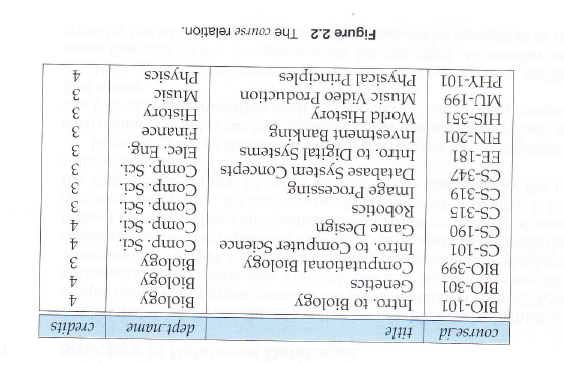 course_id title dept_name credits
BIO-101 Intro. to Biology Biology 4
BIO-301 Genetics Biology 4
BIO-399 Computational Biology Biology 3
CS-101 Intro. to Computer Science Comp. Sci. 4
CS-190 Game Design Comp. Sci. 4
CS-315 Robotics Comp. Sci. 3
CS-319 Image Processing Comp. Sci. 3
CS-347 Database System Concepts Comp. Sci. 3
EE-181 Intro. to Digital Systems Elec. Eng. 3
FIN-201 Investment Banking Finance 3
HIS-351 World History History 3
MU-199 Music Video Production Music 3
PHY-101 Physical Principles Physics 4
Figure 2.2 The course relation.